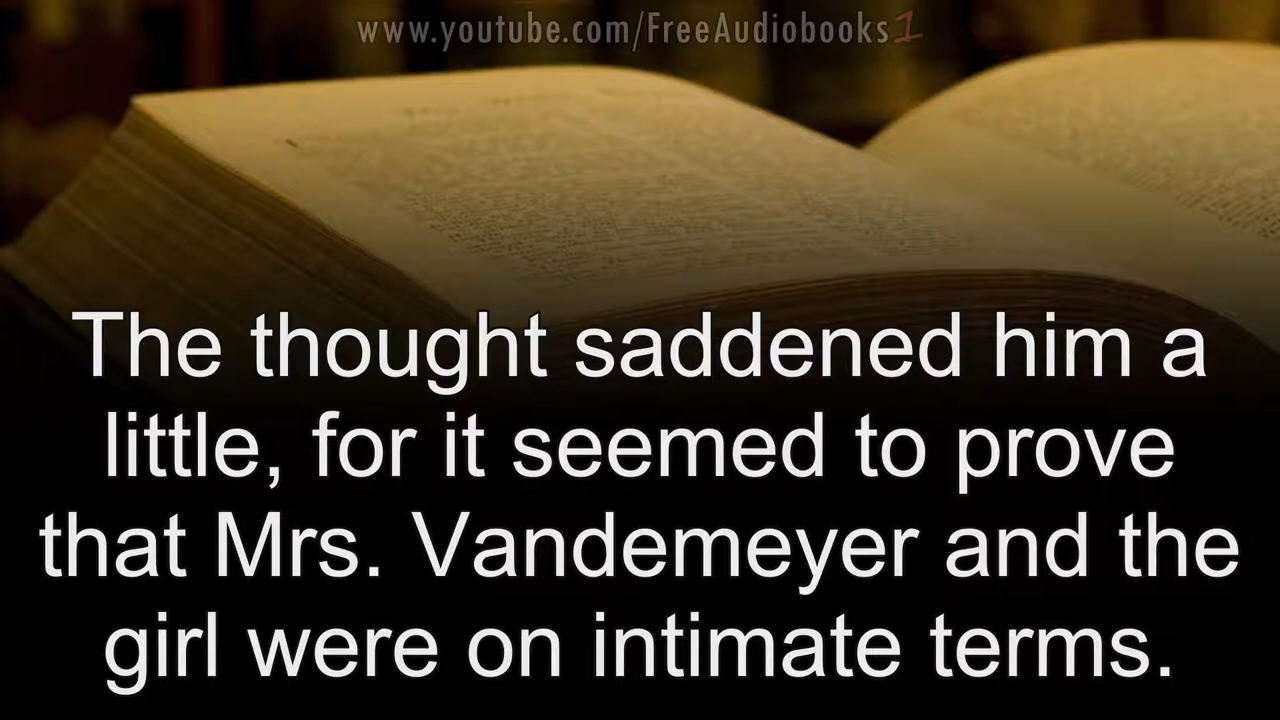 www.youtube.com/FreeAudiobooks1
The thought saddened him a
little, for it seemed to prove
that Mrs. Vandemeyer and the
girl were on intimate terms.